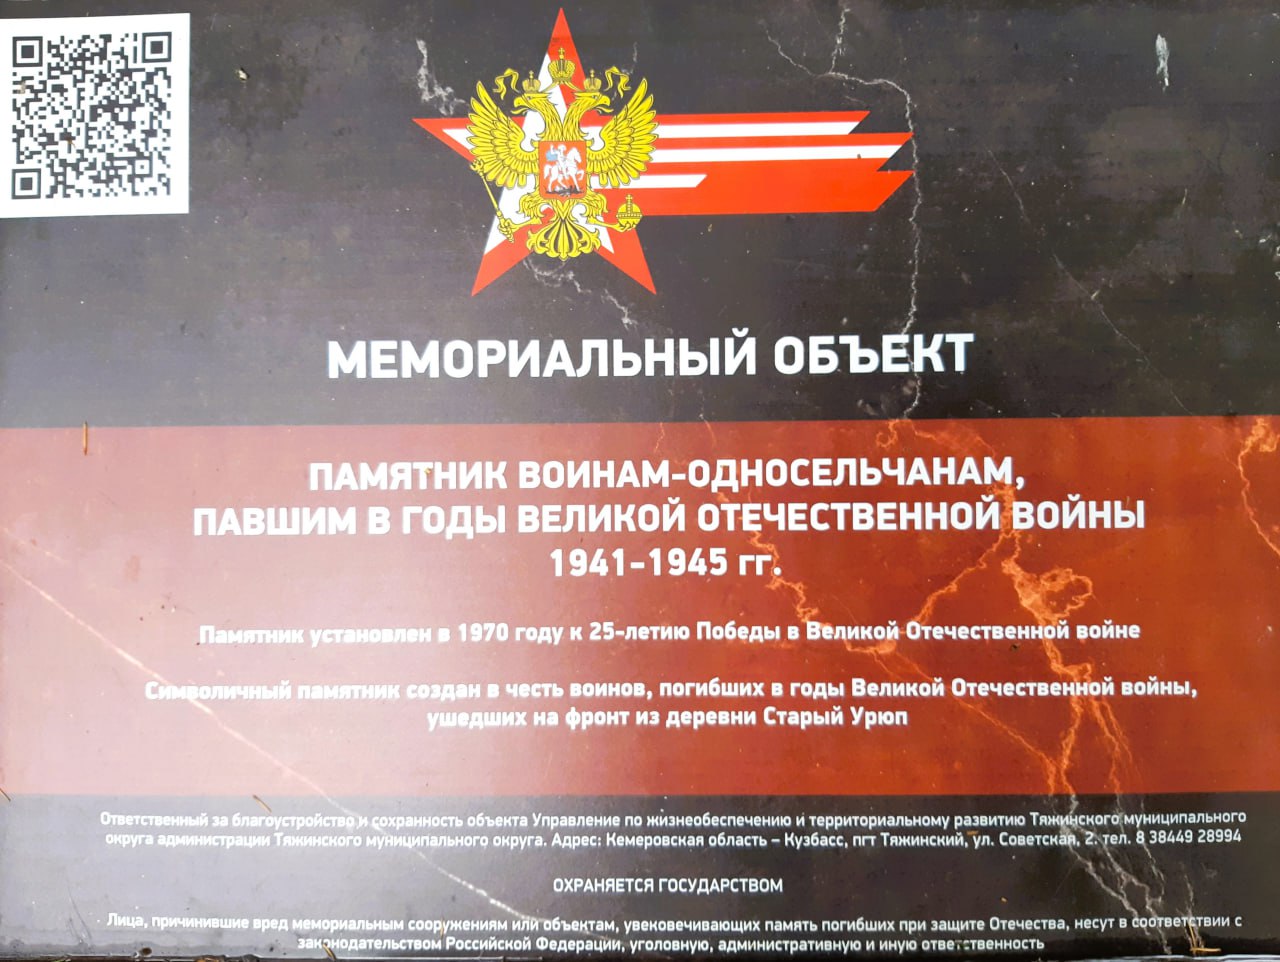 МЕМОРИАЛЬНЫЙ ОБЪЕКТ
ПАМЯТНИК ВОИНАМ-ОДНОСЕЛЬЧАНАМ,
ПАВШИМ В ГОДЫ ВЕЛИКОЙ ОТЕЧЕСТВЕННОЙ ВОЙНЫ
1941-1945 гг.
Памятник установлен в 1970 году к 25-летию Победы в Великой Отечественной войне
Символичный памятник создан в честь воинов, погибших в годы Великой Отечественной войны,
ушедших на фронт из деревни Старый Урюп
Ответственный за благоустройство и сохранность объекта Управление по жизнеобеспечению и территориальному развитию Тяжинского муниципального
округа администрации Тяжинского муниципального округа. Адрес: Кемеровская область – Кузбасс, пгт Тяжинский, ул. Советская, 2. тел. 8 38449 28994
ОХРАНЯЕТСЯ ГОСУДАРСТВОМ
Лица, причинившие вред мемориальным сооружениям или объектам, увековечивающих память погибших при защите Отечества, несут в соответствии с
законодательством Российской Федерации, уголовную, административную и иную ответственность